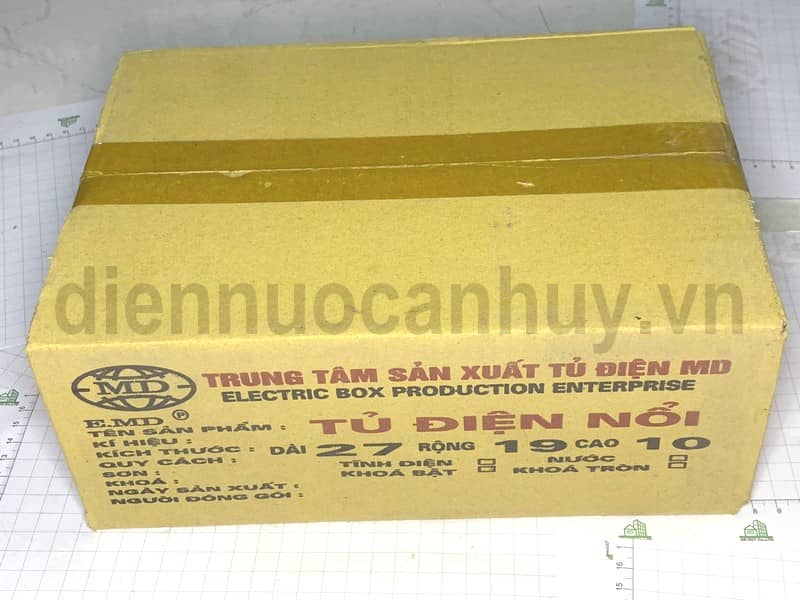 diennuocanhuy.vn
MD
TRUNG TÂM SẢN XUẤT TỦ ĐIỆN MD
ELECTRIC BOX PRODUCTION ENTERPRISE
E.MD ®
TÊN SẢN PHẨM : TỦ ĐIỆN NỔI
KÍ HIỆU :
KÍCH THƯỚC : DÀI 27 RỘNG 19 CAO 10
QUY CÁCH : TĨNH ĐIỆN NƯỚC
SƠN : KHOÁ BẬT KHOÁ TRÒN
KHOÁ :
NGÀY SẢN XUẤT :
NGƯỜI ĐÓNG GÓI :